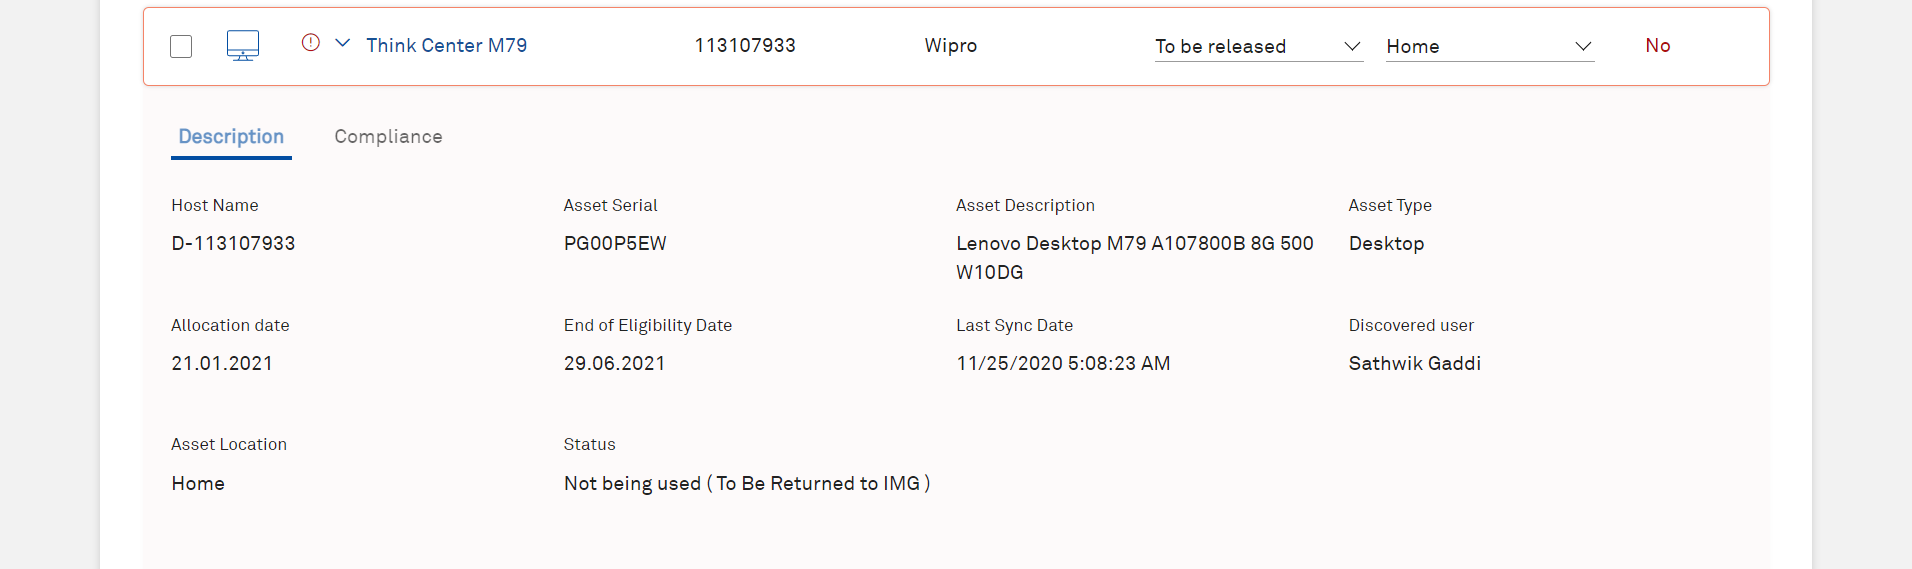 Think Center M79 113107933 Wipro To be released Home No
Description Compliance
Host Name Asset Serial Asset Description Asset Type
D-113107933 PG00P5EW Lenovo Desktop M79 A107800B 8G 500 Desktop
W10DG
Allocation date End of Eligibility Date Last Sync Date Discovered user
21.01.2021 29.06.2021 11/25/2020 5:08:23 AM Sathwik Gaddi
Asset Location Status
Home Not being used ( To Be Returned to IMG )